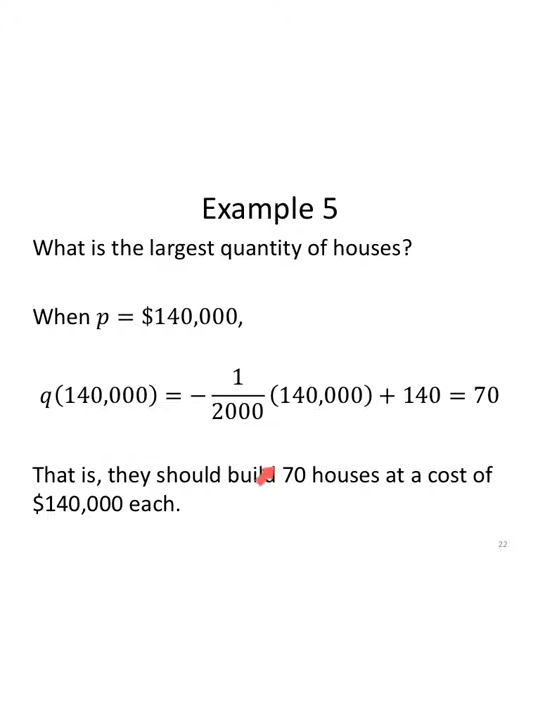 Example 5
What is the largest quantity of houses?
When p = $140,000,
q(140,000) = −\frac{1}{2000}(140,000) + 140 = 70
That is, they should build 70 houses at a cost of
$140,000 each.
22